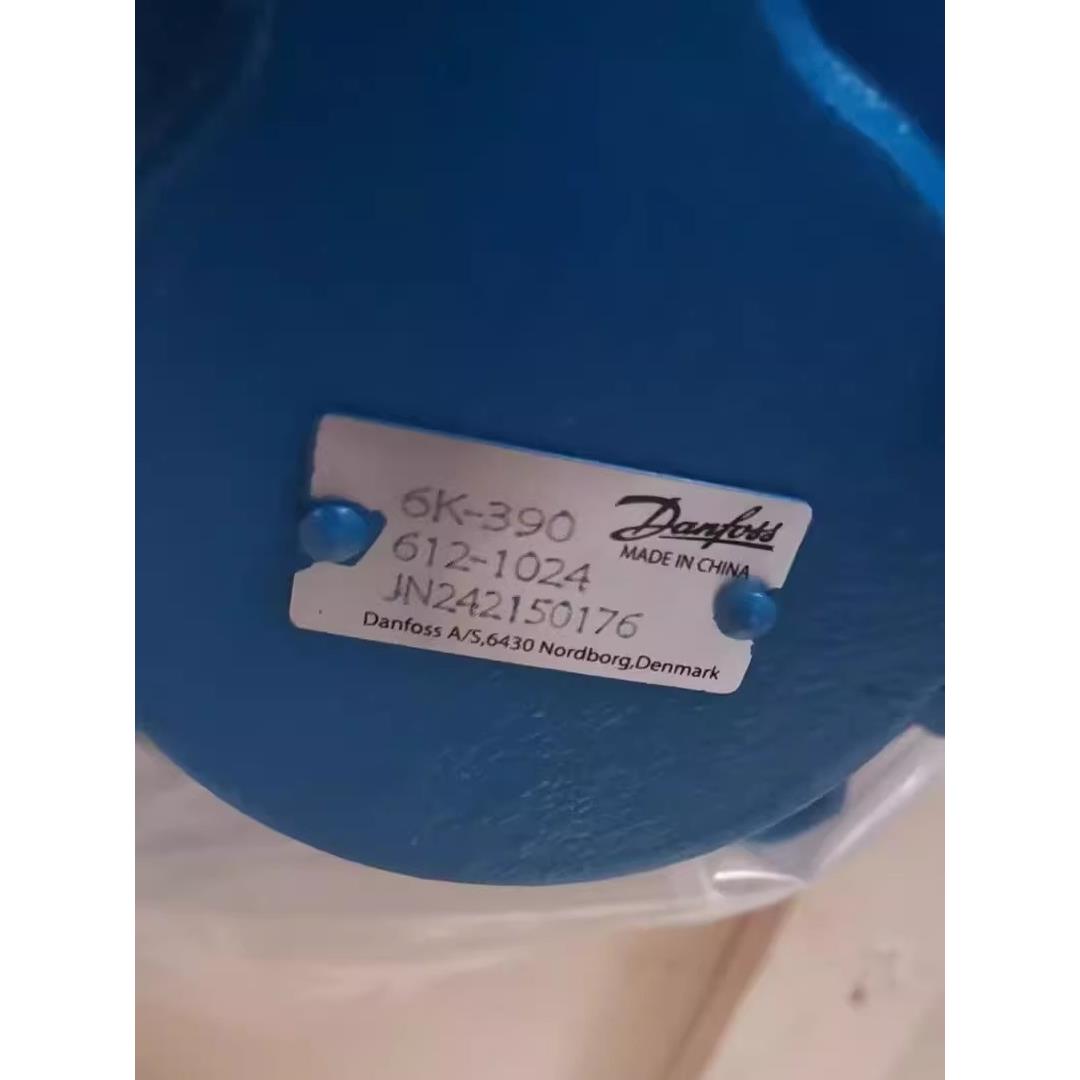 6K-390
Danfoss
MADE IN CHINA
612-1024
JN242150176
Danfoss A/S,6430 Nordborg,Denmark